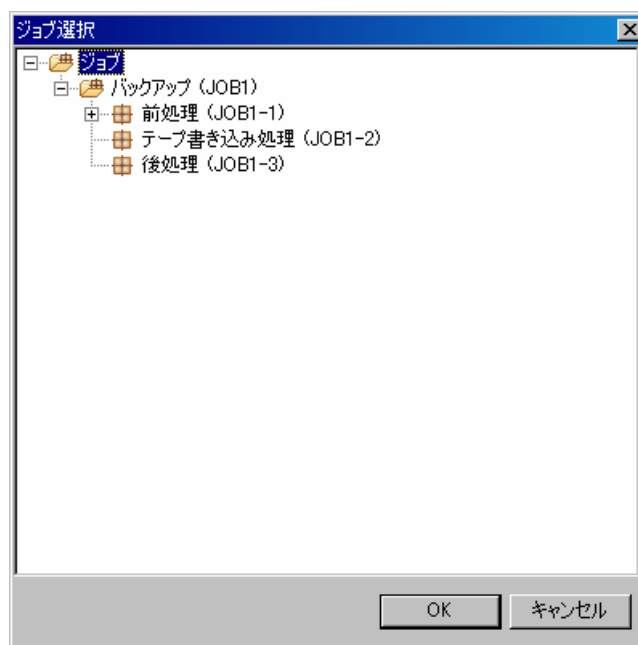 ジョブ選択
ジョブ
バックアップ (JOB1)
前処理 (JOB1-1)
テープ書き込み処理 (JOB1-2)
後処理 (JOB1-3)
OK
キャンセル